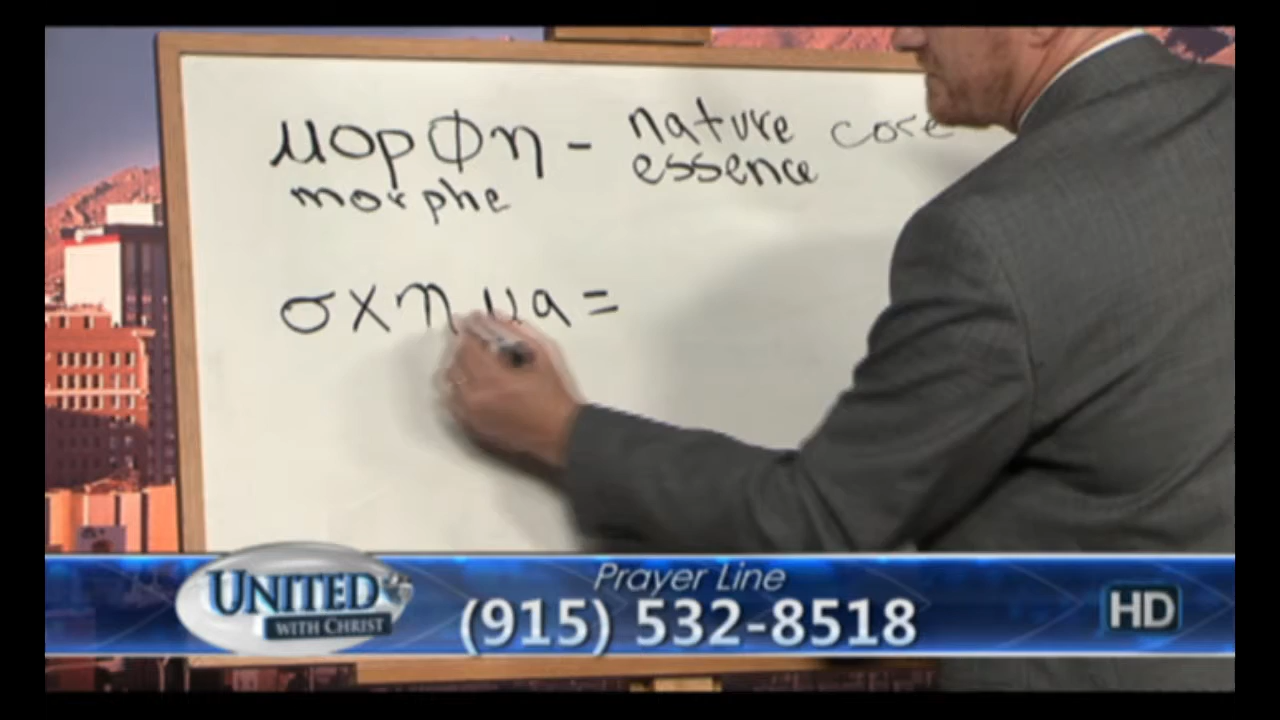 μορφη - nature core
essence
morphe
σχημα =
UNITED
WITH CHRIST
Prayer Line
(915) 532-8518
HD